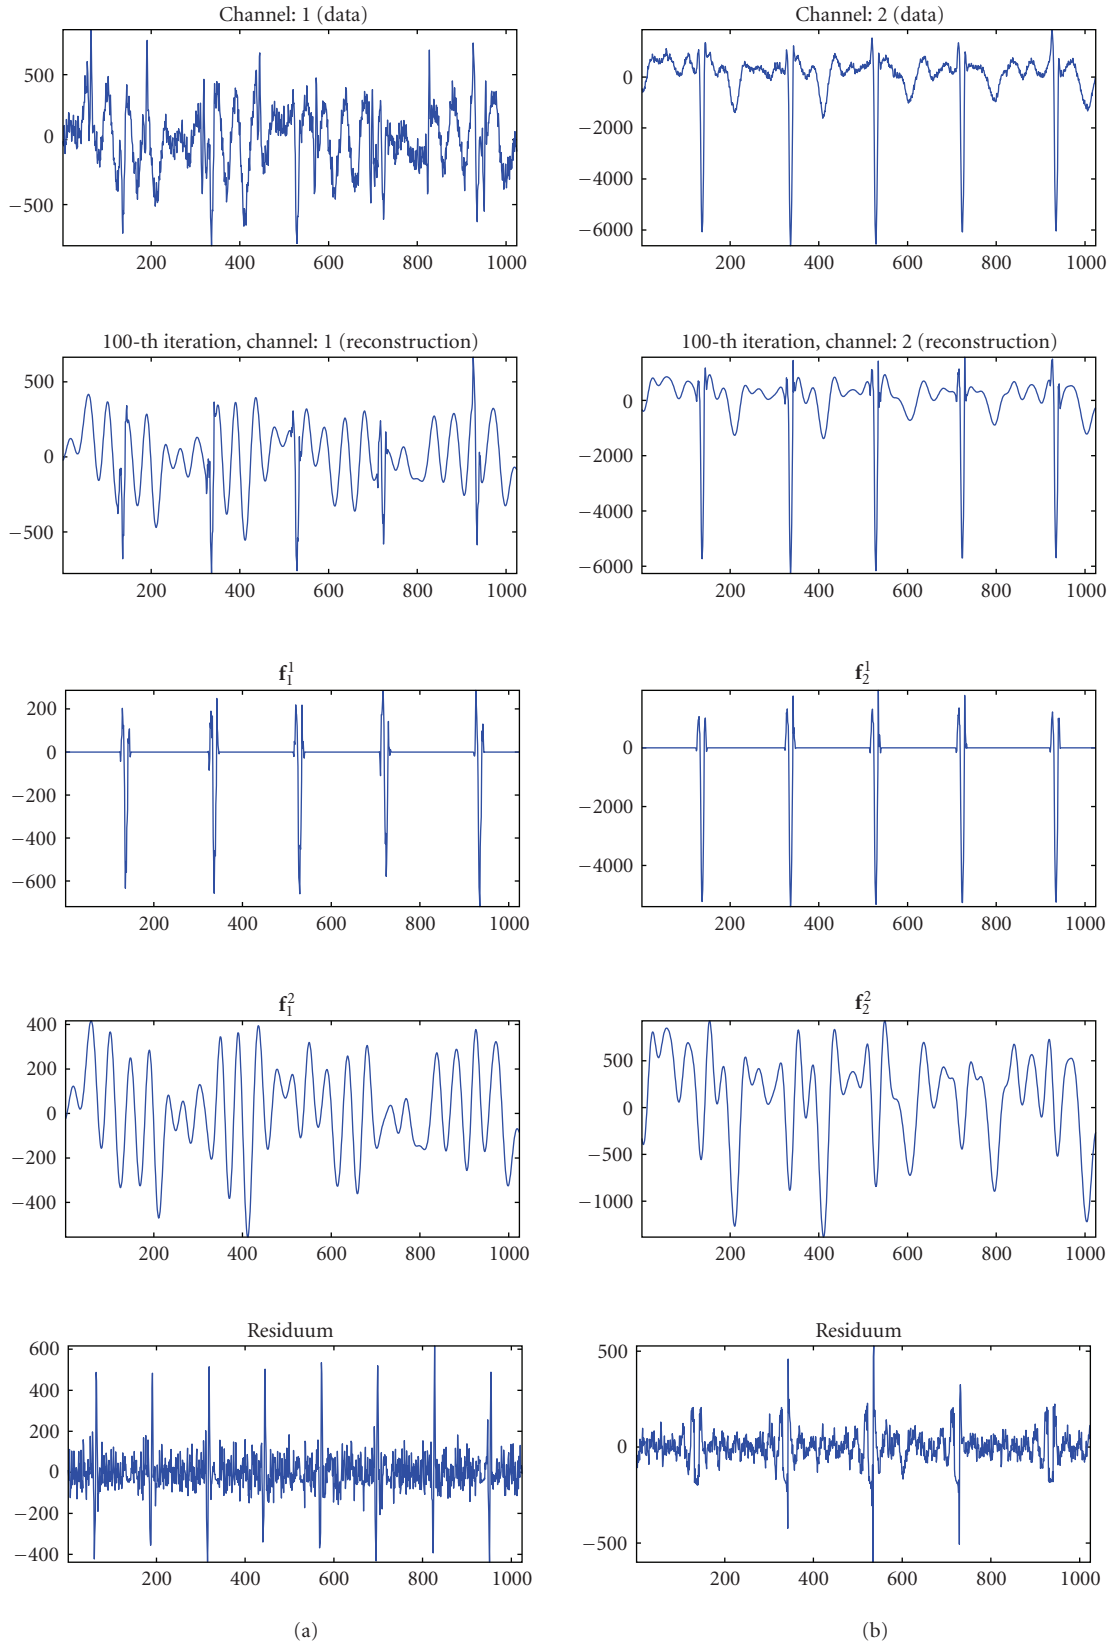 Channel: 1 (data)
500
0
−500
200 400 600 800 1000
Channel: 2 (data)
0
−2000
−4000
−6000
200 400 600 800 1000
100-th iteration, channel: 1 (reconstruction)
500
0
−500
200 400 600 800 1000
100-th iteration, channel: 2 (reconstruction)
0
−2000
−4000
−6000
200 400 600 800 1000
f₁¹
200
0
−200
−400
−600
200 400 600 800 1000
f₂¹
0
−2000
−4000
200 400 600 800 1000
f₁²
400
200
0
−200
−400
200 400 600 800 1000
f₂²
500
0
−500
−1000
200 400 600 800 1000
Residuum
600
400
200
0
−200
−400
200 400 600 800 1000
(a)
Residuum
500
0
−500
200 400 600 800 1000
(b)